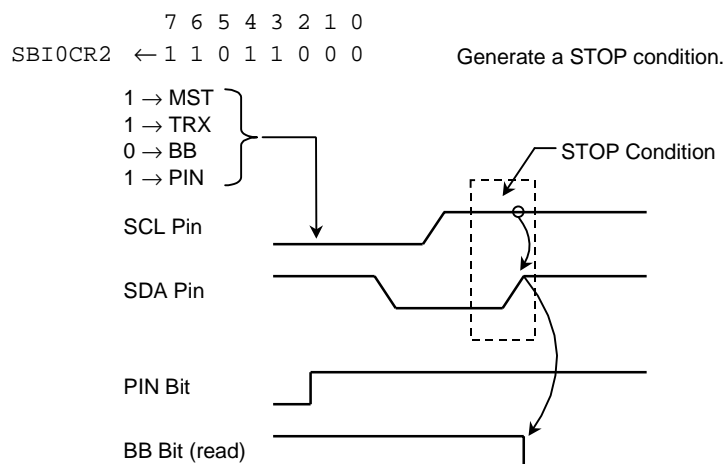 7 6 5 4 3 2 1 0
SBI0CR2 ← 1 1 0 1 1 0 0 0 Generate a STOP condition.
1 → MST
1 → TRX
0 → BB
1 → PIN
STOP Condition
SCL Pin
SDA Pin
PIN Bit
BB Bit (read)